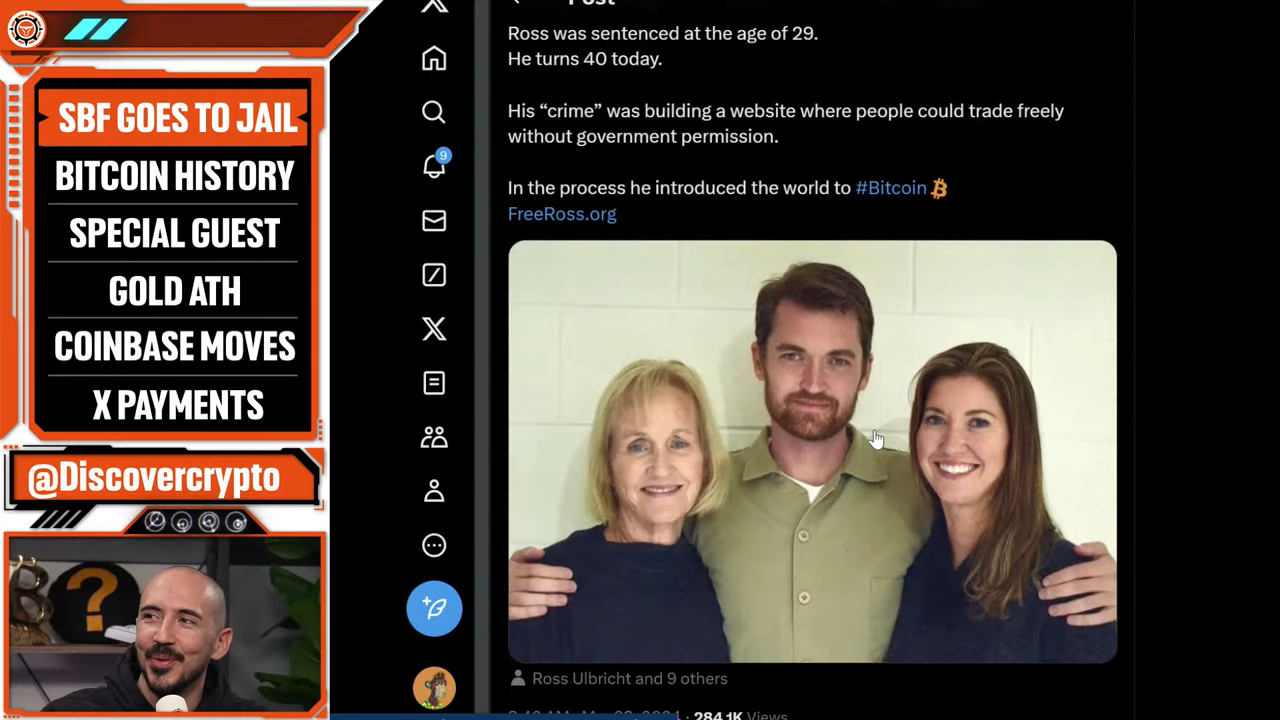 SBF GOES TO JAIL
BITCOIN HISTORY
SPECIAL GUEST
GOLD ATH
COINBASE MOVES
X PAYMENTS
@Discovercrypto
9
Post
Ross was sentenced at the age of 29.
He turns 40 today.
His “crime” was building a website where people could trade freely
without government permission.
In the process he introduced the world to #Bitcoin
FreeRoss.org
Ross Ulbricht and 9 others
284.1K Views